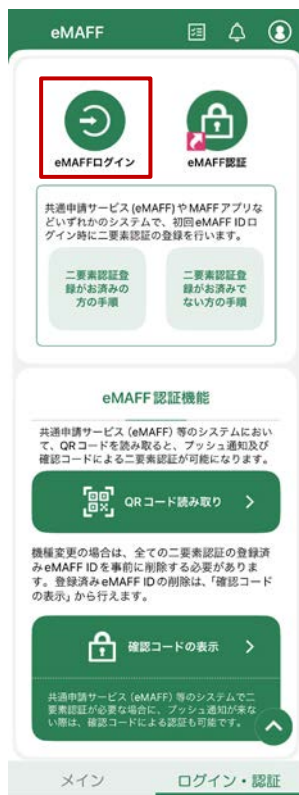 eMAFF
eMAFFログイン
eMAFF認証
共通申請サービス(eMAFF)やMAFFアプリな
どいずれかのシステムで、初回eMAFF IDロ
グイン時に二要素認証の登録を行います。
二要素認証登
録がお済みの
方の手順
二要素認証登
録がお済みで
ない方の手順
eMAFF認証機能
共通申請サービス(eMAFF)等のシステムにおい
て、QRコードを読み取ると、プッシュ通知及び
確認コードによる二要素認証が可能になります。
QRコード読み取り
機種変更の場合は、全ての二要素認証の登録済
みeMAFF IDを事前に削除する必要がありま
す。登録済みeMAFF IDの削除は、「確認コード
の表示」から行えます。
確認コードの表示
共通申請サービス(eMAFF)等のシステムで二
要素認証が必要な場合に、プッシュ通知が来な
い際は、確認コードによる認証も可能です。
メイン
ログイン・認証